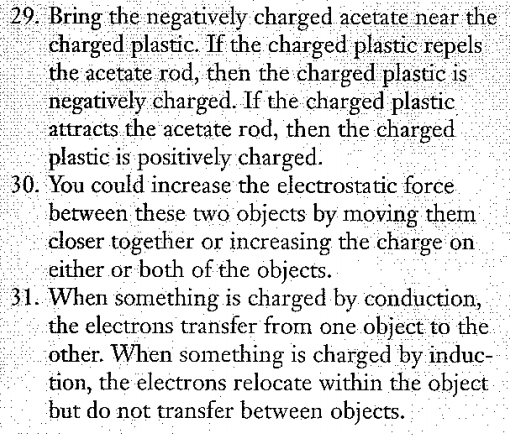 29. Bring the negatively charged acetate near the
charged plastic. If the charged plastic repels
the acetate rod, then the charged plastic is
negatively charged. If the charged plastic
attracts the acetate rod, then the charged
plastic is positively charged.
30. You could increase the electrostatic force
between these two objects by moving them
closer together or increasing the charge on
either or both of the objects.
31. When something is charged by conduction,
the electrons transfer from one object to the
other. When something is charged by induc-
tion, the electrons relocate within the object
but do not transfer between objects.